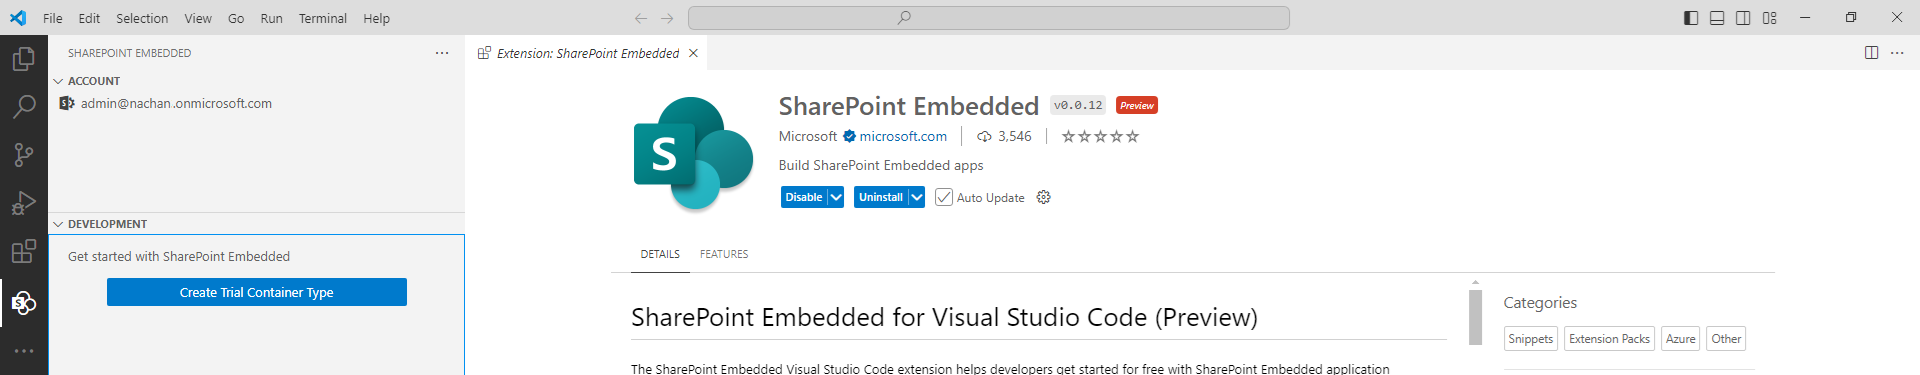 File Edit Selection View Go Run Terminal Help
SHAREPOINT EMBEDDED
ACCOUNT
admin@nachan.onmicrosoft.com
DEVELOPMENT
Get started with SharePoint Embedded
Create Trial Container Type
Extension: SharePoint Embedded
S
SharePoint Embedded v0.0.12 Preview
Microsoft microsoft.com 3,546
Build SharePoint Embedded apps
Disable Uninstall Auto Update
DETAILS FEATURES
SharePoint Embedded for Visual Studio Code (Preview)
The SharePoint Embedded Visual Studio Code extension helps developers get started for free with SharePoint Embedded application
Categories
Snippets Extension Packs Azure Other